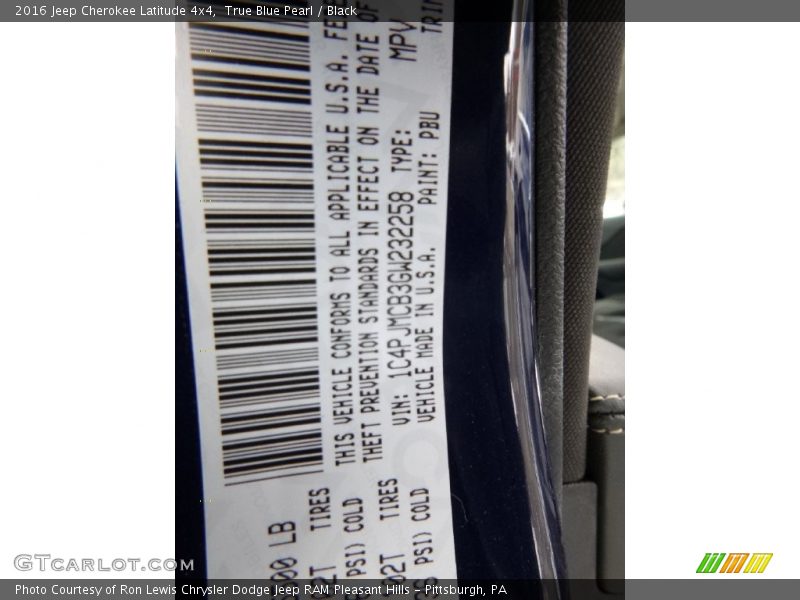 2016 Jeep Cherokee Latitude 4x4,  True Blue Pearl / Black
THIS VEHICLE CONFORMS TO ALL APPLICABLE U.S.A.
THEFT PREVENTION STANDARDS IN EFFECT ON THE DATE OF
VIN: 1C4PJMCB3GW232258 TYPE: MPV
VEHICLE MADE IN U.S.A. PAINT: PBU
LB
TIRES
PSI) COLD
TIRES
PSI) COLD
GTCarLot.com
Photo Courtesy of Ron Lewis Chrysler Dodge Jeep RAM Pleasant Hills - Pittsburgh, PA